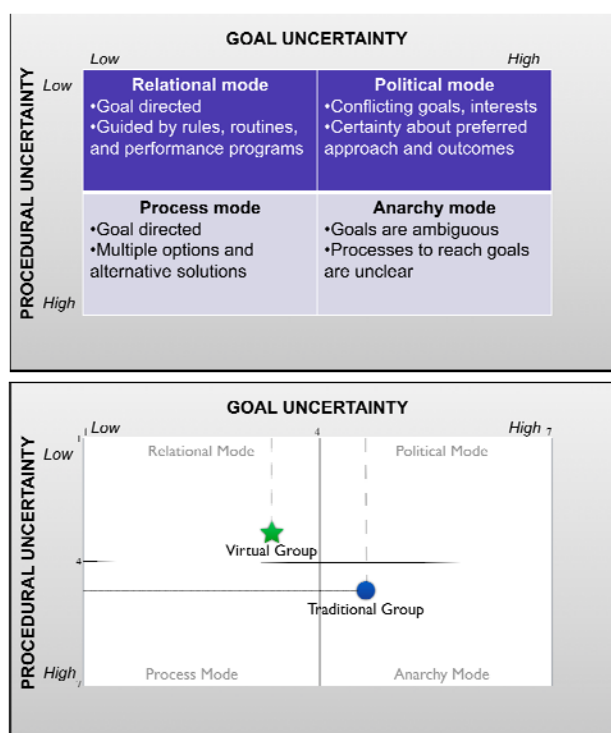 GOAL UNCERTAINTY
Low
High
PROCEDURAL UNCERTAINTY
Low
High
Relational mode
•Goal directed
•Guided by rules, routines,
and performance programs
Political mode
•Conflicting goals, interests
•Certainty about preferred
approach and outcomes
Process mode
•Goal directed
•Multiple options and
alternative solutions
Anarchy mode
•Goals are ambiguous
•Processes to reach goals
are unclear
GOAL UNCERTAINTY
1 Low
4
High 7
PROCEDURAL UNCERTAINTY
1
Low
4
High
7
Relational Mode
Political Mode
Virtual Group
Traditional Group
Process Mode
Anarchy Mode